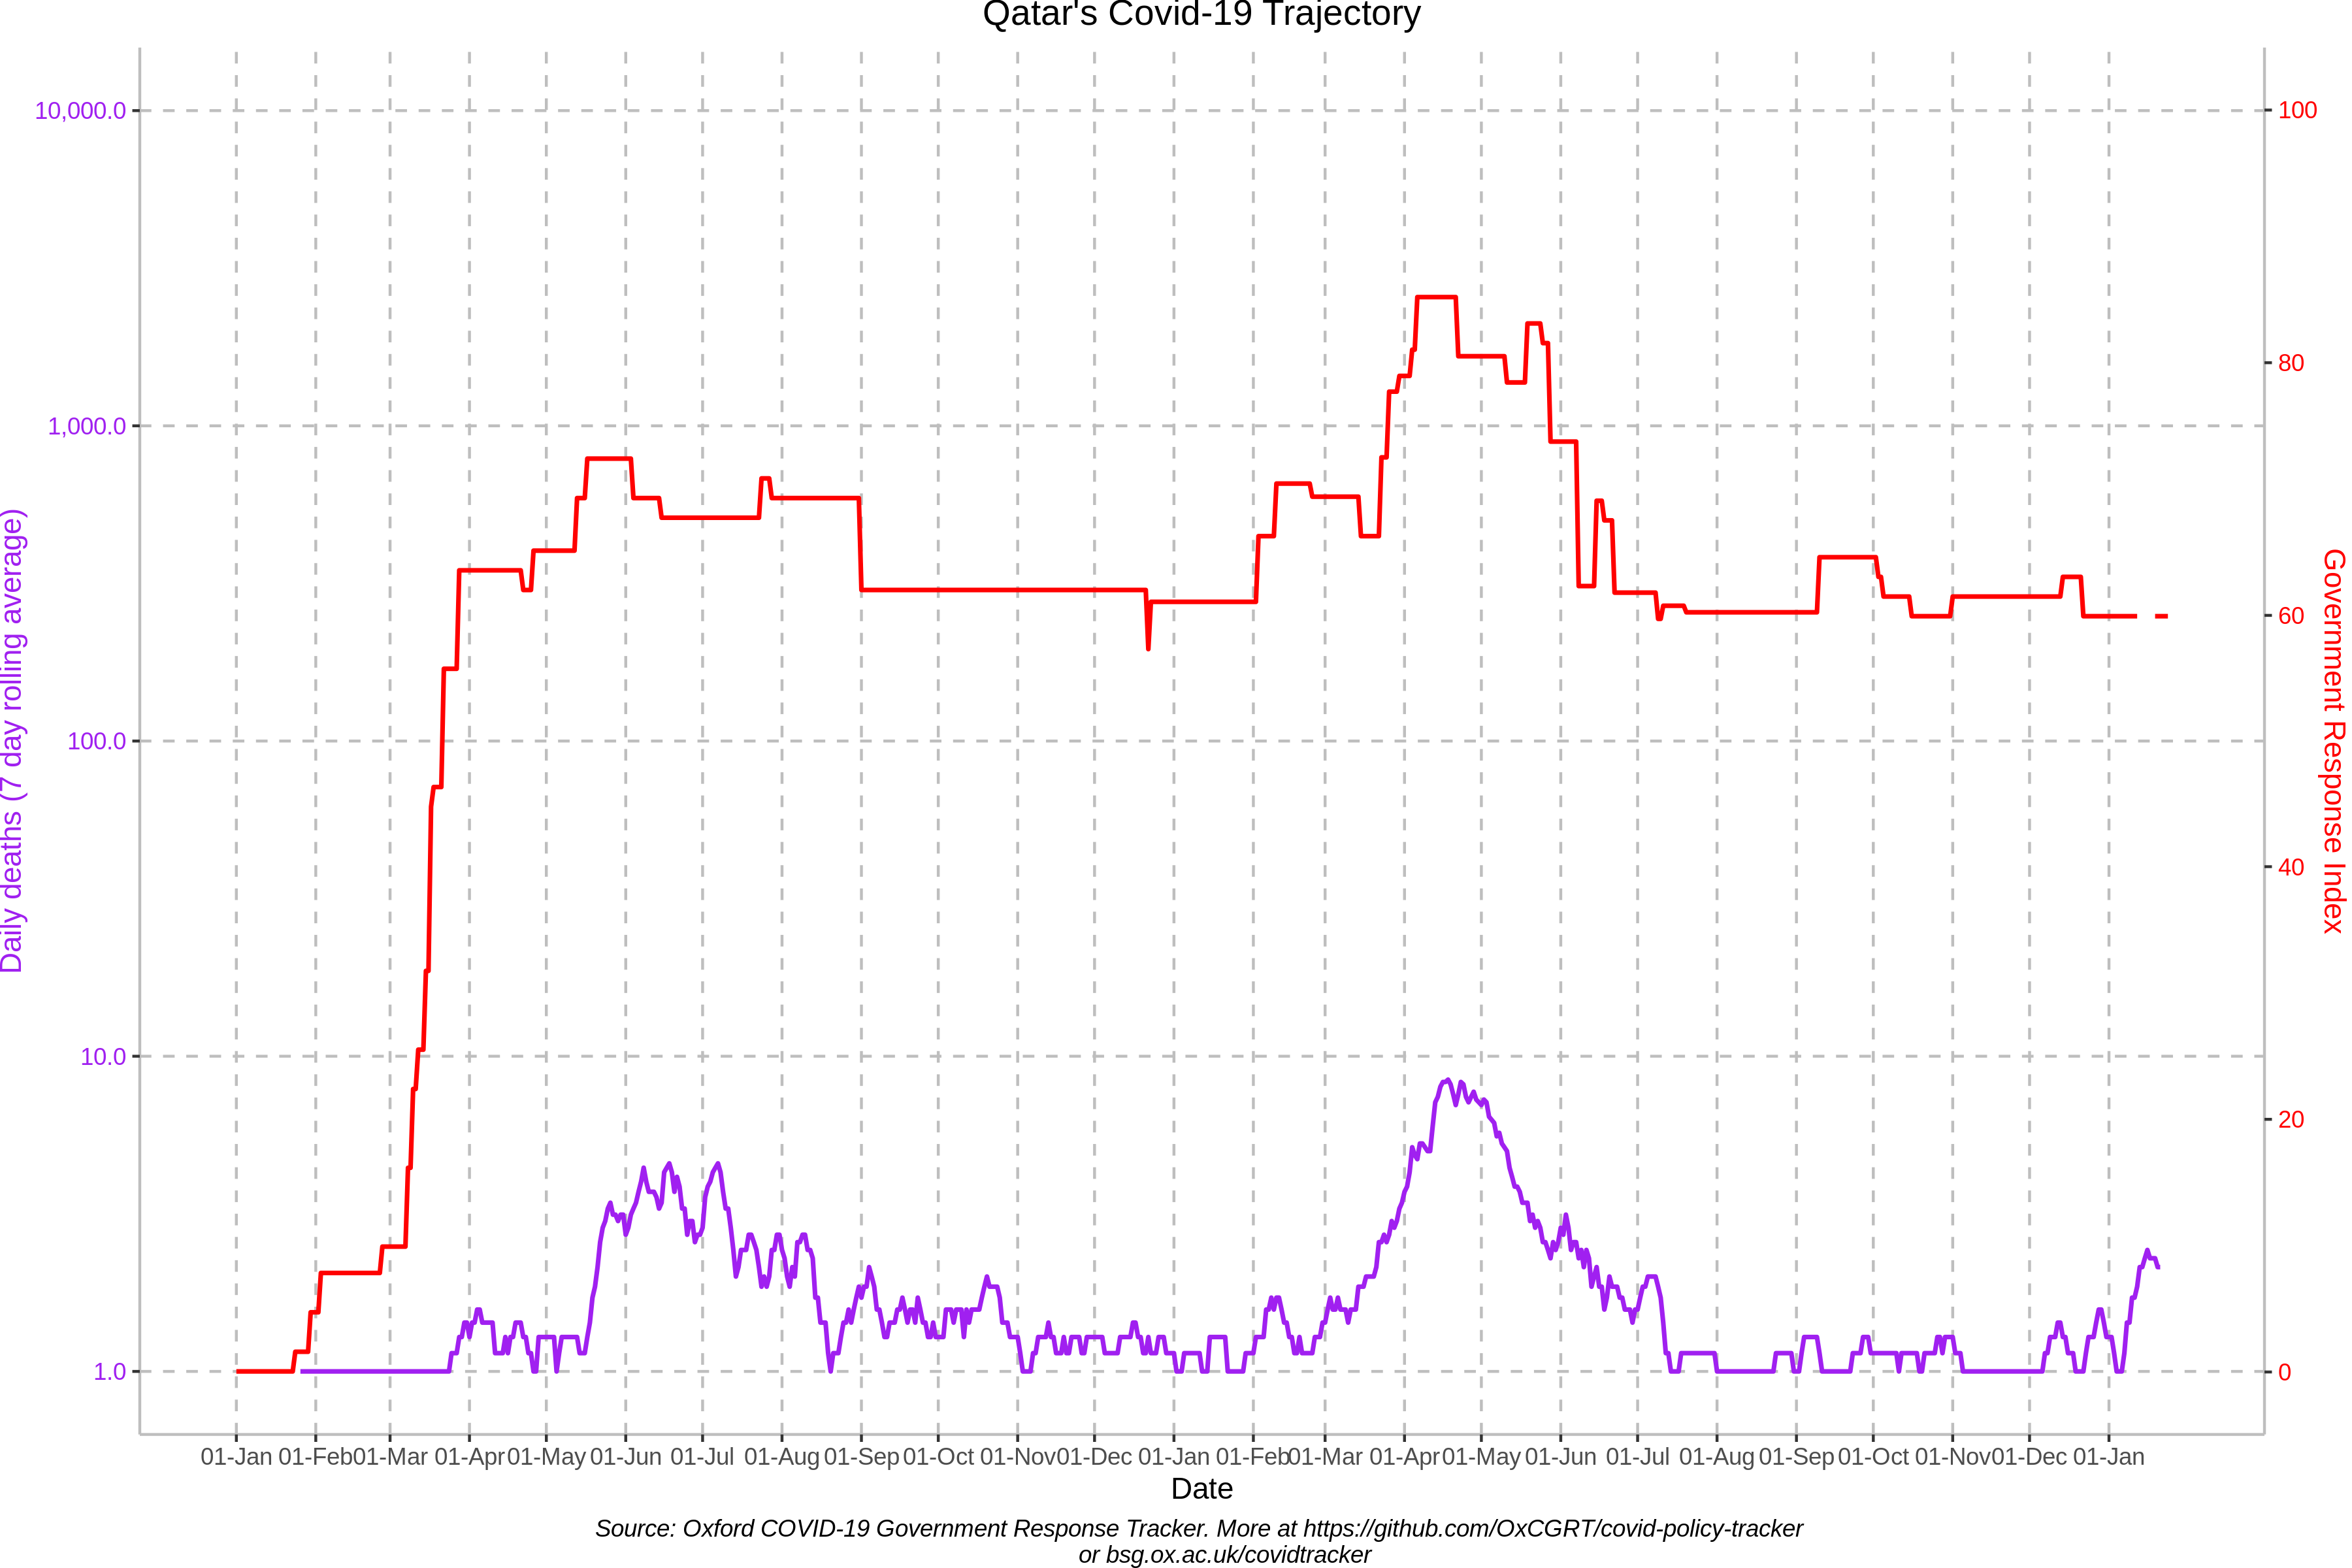 Qatar's Covid-19 Trajectory
10,000.0
1,000.0
100.0
10.0
1.0
Daily deaths (7 day rolling average)
100
80
60
40
20
0
Government Response Index
01-Jan 01-Feb 01-Mar 01-Apr 01-May 01-Jun 01-Jul 01-Aug 01-Sep 01-Oct 01-Nov 01-Dec 01-Jan 01-Feb 01-Mar 01-Apr 01-May 01-Jun 01-Jul 01-Aug 01-Sep 01-Oct 01-Nov 01-Dec 01-Jan
Date
Source: Oxford COVID-19 Government Response Tracker. More at https://github.com/OxCGRT/covid-policy-tracker
or bsg.ox.ac.uk/covidtracker